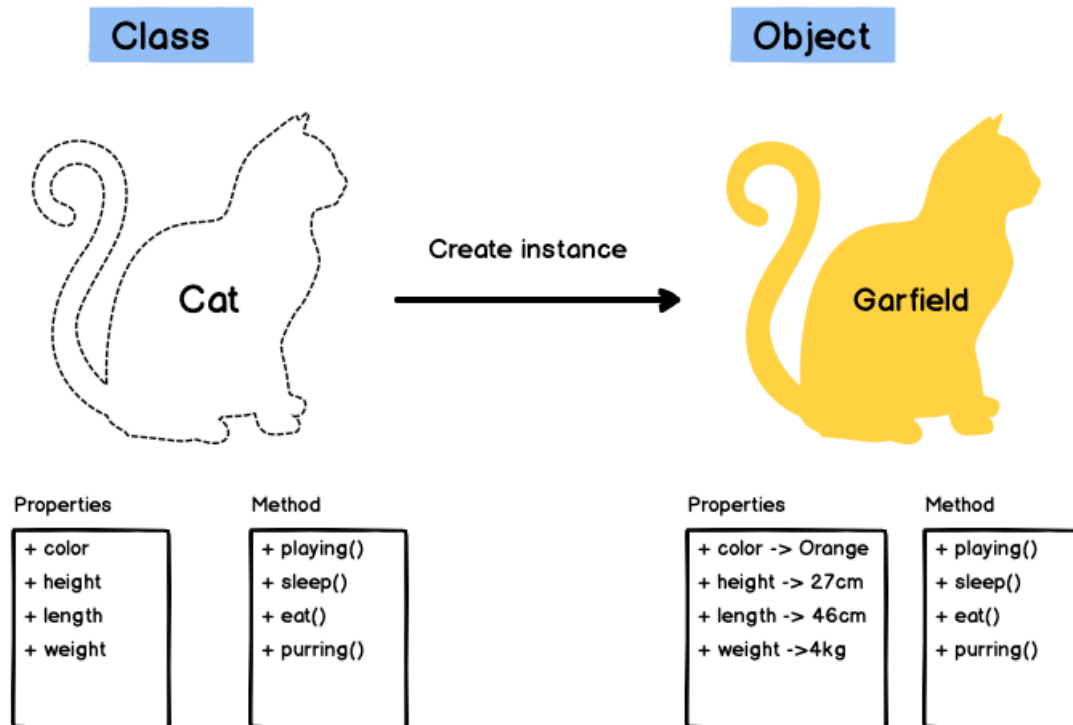 Class
Object
Cat
Create instance
Garfield
Properties
+ color
+ height
+ length
+ weight
Method
+ playing()
+ sleep()
+ eat()
+ purring()
Properties
+ color -> Orange
+ height -> 27cm
+ length -> 46cm
+ weight ->4kg
Method
+ playing()
+ sleep()
+ eat()
+ purring()